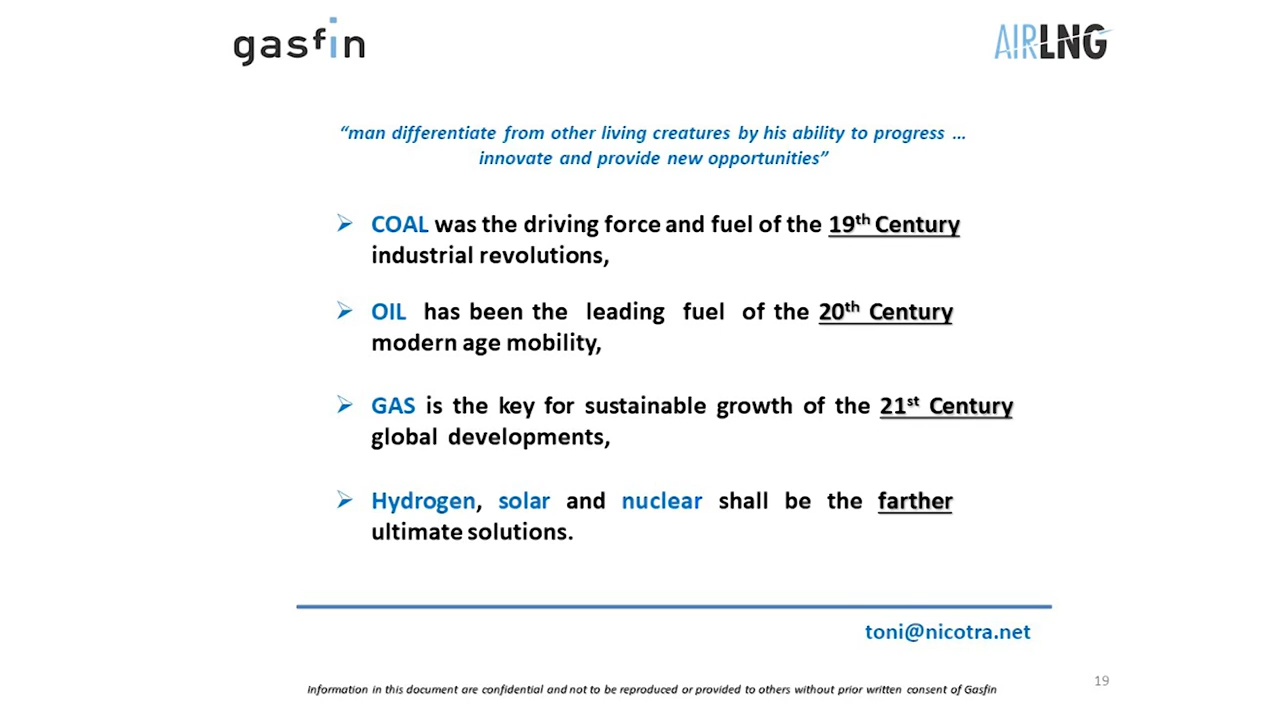 gasfin
AIRLNG
“man differentiate from other living creatures by his ability to progress ...
innovate and provide new opportunities”
➢ COAL was the driving force and fuel of the 19th Century
industrial revolutions,
➢ OIL has been the leading fuel of the 20th Century
modern age mobility,
➢ GAS is the key for sustainable growth of the 21st Century
global developments,
➢ Hydrogen, solar and nuclear shall be the farther
ultimate solutions.
toni@nicotra.net
Information in this document are confidential and not to be reproduced or provided to others without prior written consent of Gasfin
19